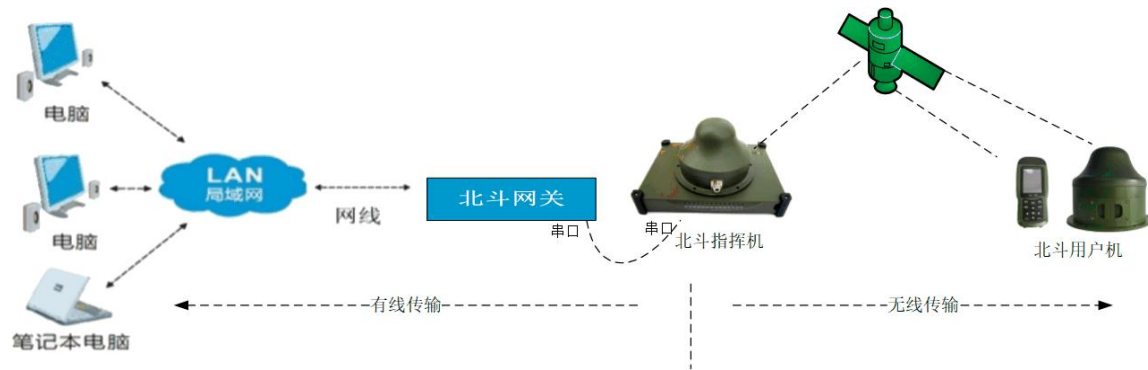 电脑
LAN
局域网
电脑
网线
北斗网关
串口
串口
北斗指挥机
北斗用户机
有线传输
无线传输
笔记本电脑